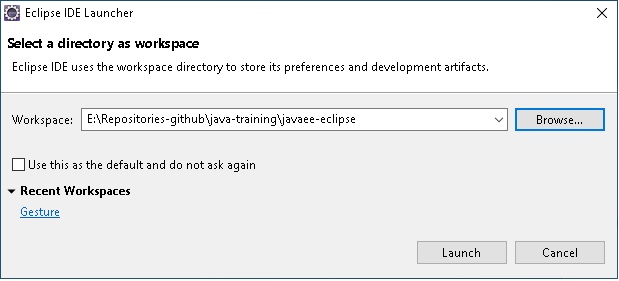 Eclipse IDE Launcher
Select a directory as workspace
Eclipse IDE uses the workspace directory to store its preferences and development artifacts.
Workspace: E:\Repositories-github\java-training\javaee-eclipse Browse...
Use this as the default and do not ask again
Recent Workspaces
Gesture
Launch Cancel